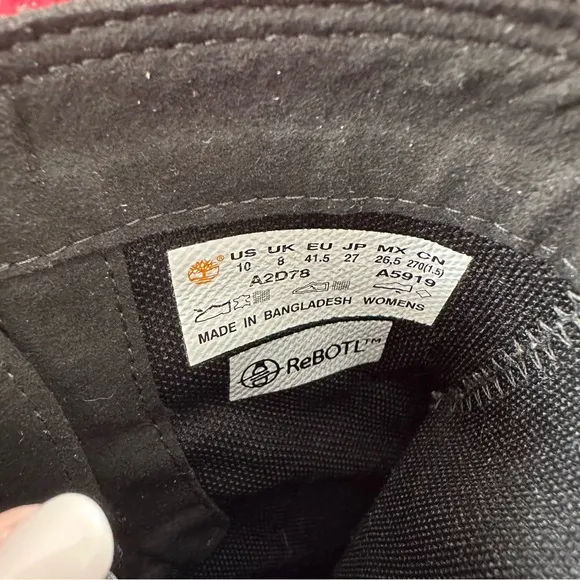 US UK EU JP MX CN
10 8 41.5 27 26,5 270(1.5)
A2D78 A5919
MADE IN BANGLADESH WOMENS
ReBOTL™